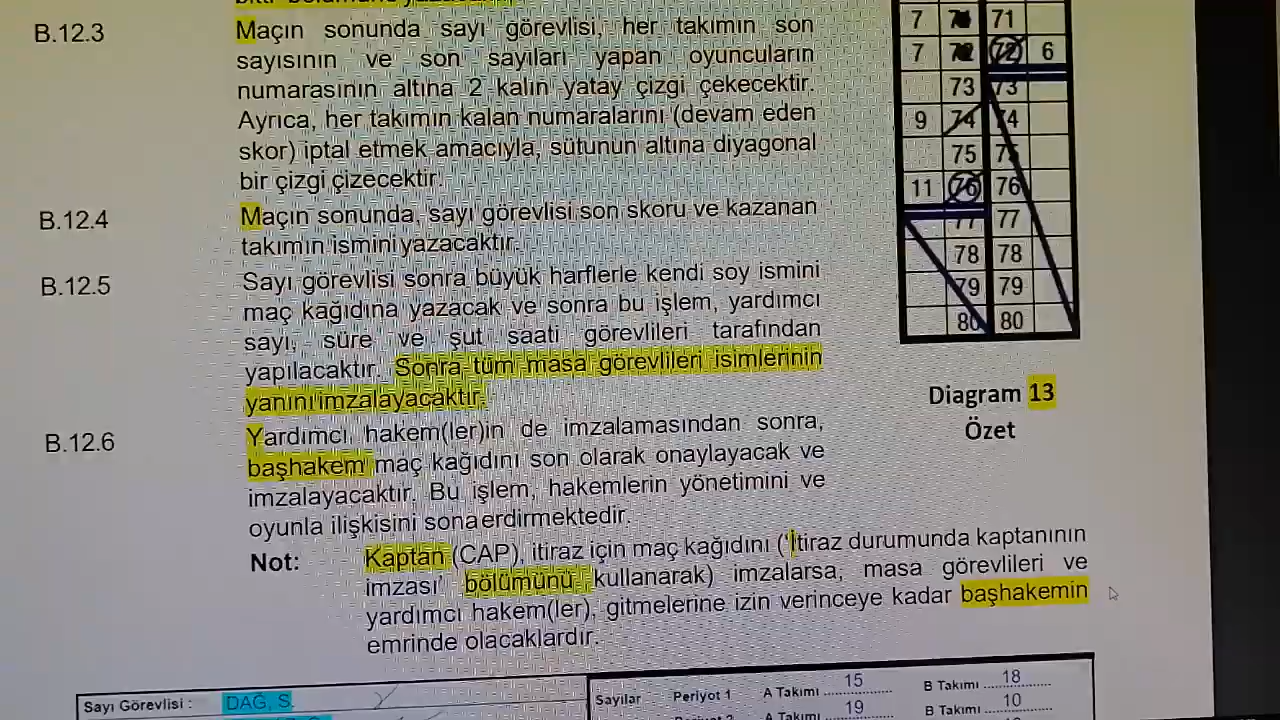 B.12.3
Maçın sonunda sayı görevlisi, her takımın son
sayısının ve son sayıları yapan oyuncuların
numarasının altına 2 kalın yatay çizgi çekecektir.
Ayrıca, her takımın kalan numaralarını (devam eden
skor) iptal etmek amacıyla, sütunun altına diyagonal
bir çizgi çizecektir.
B.12.4
Maçın sonunda, sayı görevlisi son skoru ve kazanan
takımın ismini yazacaktır.
B.12.5
Sayı görevlisi sonra büyük harflerle kendi soy ismini
maç kağıdına yazacak ve sonra bu işlem, yardımcı
sayı, süre ve şut saati görevlileri tarafından
yapılacaktır. Sonra tüm masa görevlileri isimlerinin
yanını imzalayacaktır.
B.12.6
Yardımcı hakem(ler)in de imzalamasından sonra,
başhakem maç kağıdını son olarak onaylayacak ve
imzalayacaktır. Bu işlem, hakemlerin yönetimini ve
oyunla ilişkisini sona erdirmektedir.
Not:
Kaptan (CAP), itiraz için maç kağıdını ('İtiraz durumunda kaptanının
imzası' bölümünü kullanarak) imzalarsa, masa görevlileri ve
yardımcı hakem(ler), gitmelerine izin verinceye kadar başhakemin
emrinde olacaklardır.
7 71 71
7 72 72 6
73 73
9 74 74
75 75
11 76 76
77 77
78 78
79 79
80 80
Diagram 13
Özet
Sayı Görevlisi : DAĞ, S.
Sayılar Periyot 1 A Takımı 15 B Takımı 18
A Takımı 19 B Takımı 10